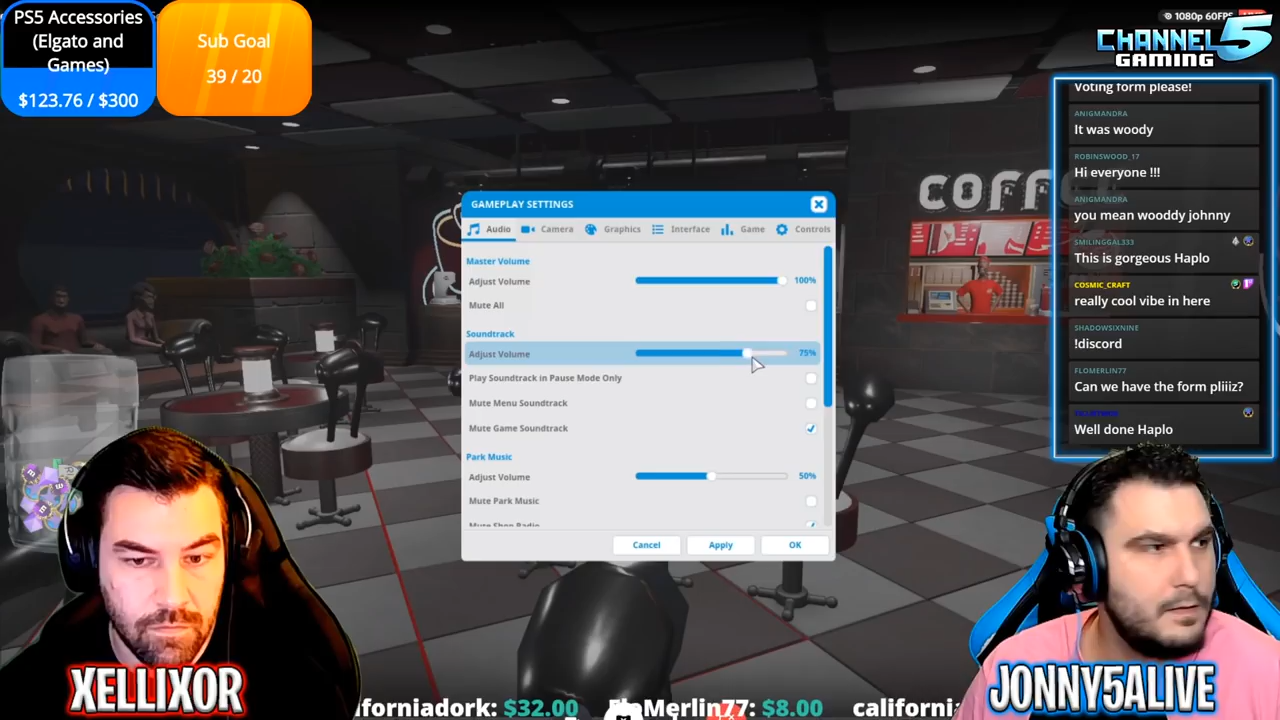 PS5 Accessories
(Elgato and
Games)
$123.76 / $300
Sub Goal
39 / 20
1080p 60FPS
CHANNEL 5
GAMING
Voting form please!
ANIGMANDRA
It was woody
ROBINSWOOD_17
Hi everyone !!!
ANIGMANDRA
you mean wooddy johnny
SMILINGGAL333
This is gorgeous Haplo
COSMIC_CRAFT
really cool vibe in here
SHADOWSIXNINE
!discord
FLOMERLIN77
Can we have the form pliiiz?
Well done Haplo
COFF
GAMEPLAY SETTINGS
Audio Camera Graphics Interface Game Controls
Master Volume
Adjust Volume 100%
Mute All
Soundtrack
Adjust Volume 75%
Play Soundtrack in Pause Mode Only
Mute Menu Soundtrack
Mute Game Soundtrack
Park Music
Adjust Volume 50%
Mute Park Music
Mute Shop Radio
Cancel Apply OK
XELLIXOR
JONNY5ALIVE
iforniadork: $32.00 FloMerlin77: $8.00 californi